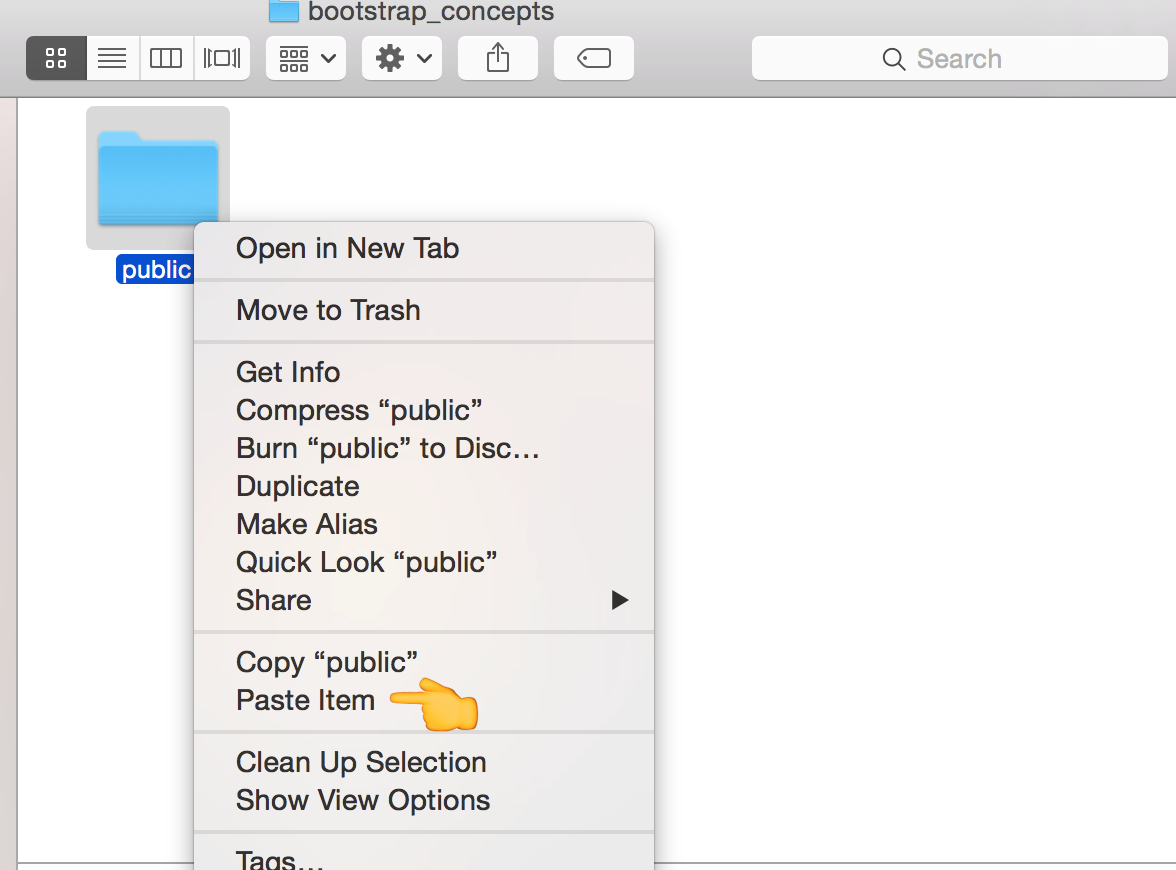 bootstrap_concepts
Search
public
Open in New Tab
Move to Trash
Get Info
Compress “public”
Burn “public” to Disc…
Duplicate
Make Alias
Quick Look “public”
Share
Copy “public”
Paste Item
Clean Up Selection
Show View Options
Tags…